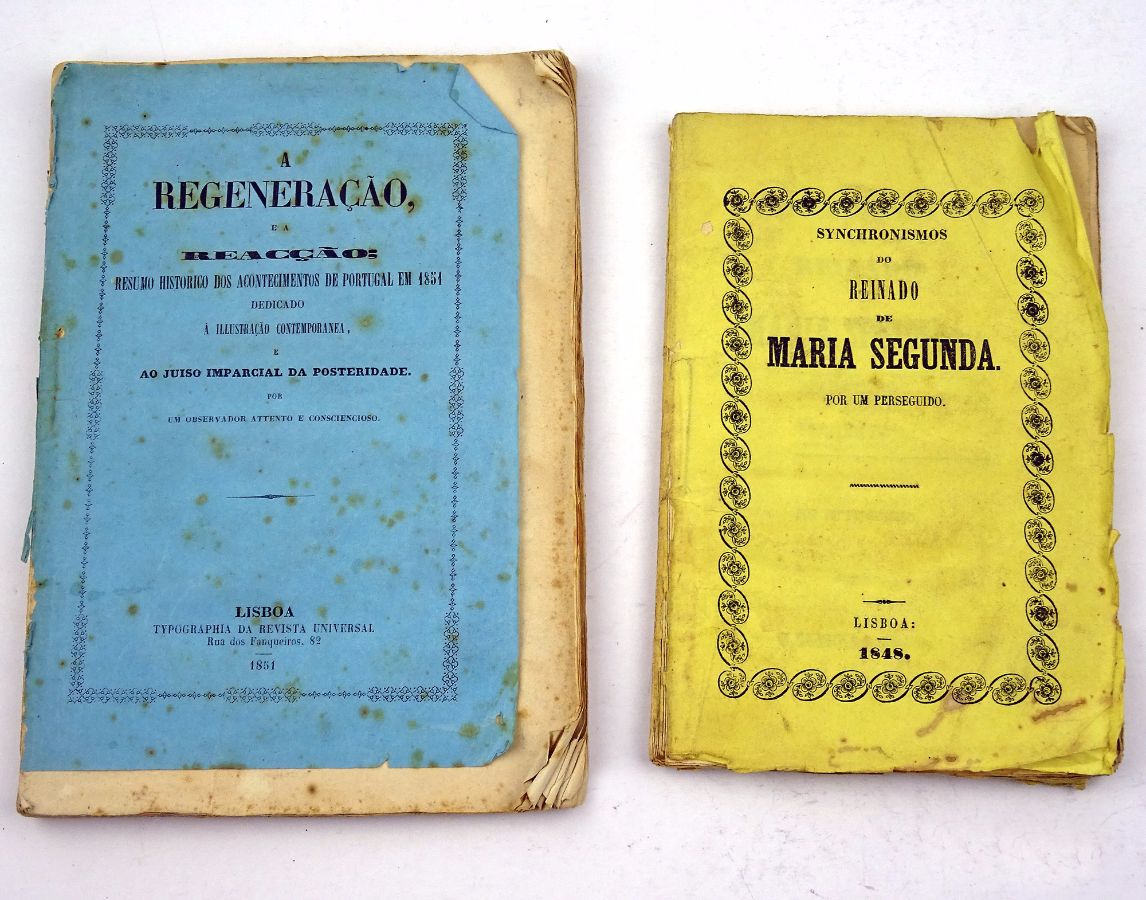 A
REGENERAÇÃO,
E A
REACÇÃO;
RESUMO HISTORICO DOS ACONTECIMENTOS DE PORTUGAL EM 1851
DEDICADO
Á ILLUSTRAÇÃO CONTEMPORANEA,
E
AO JUISO IMPARCIAL DA POSTERIDADE.
POR
UM OBSERVADOR ATTENTO E CONSCIENCIOSO.
LISBOA
TYPOGRAPHIA DA REVISTA UNIVERSAL
Rua dos Fanqueiros, 82
1851
SYNCHRONISMOS
DO
REINADO
DE
MARIA SEGUNDA.
POR UM PERSEGUIDO.
LISBOA:
1848.